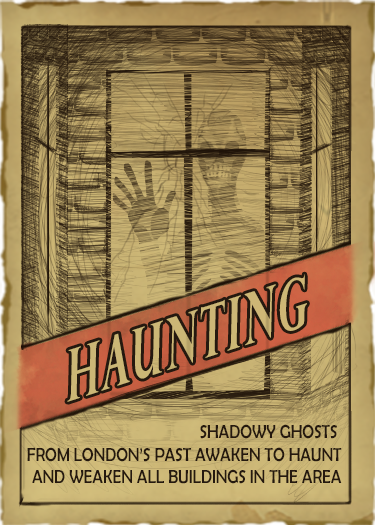 HAUNTING
SHADOWY GHOSTS
FROM LONDON'S PAST AWAKEN TO HAUNT
AND WEAKEN ALL BUILDINGS IN THE AREA